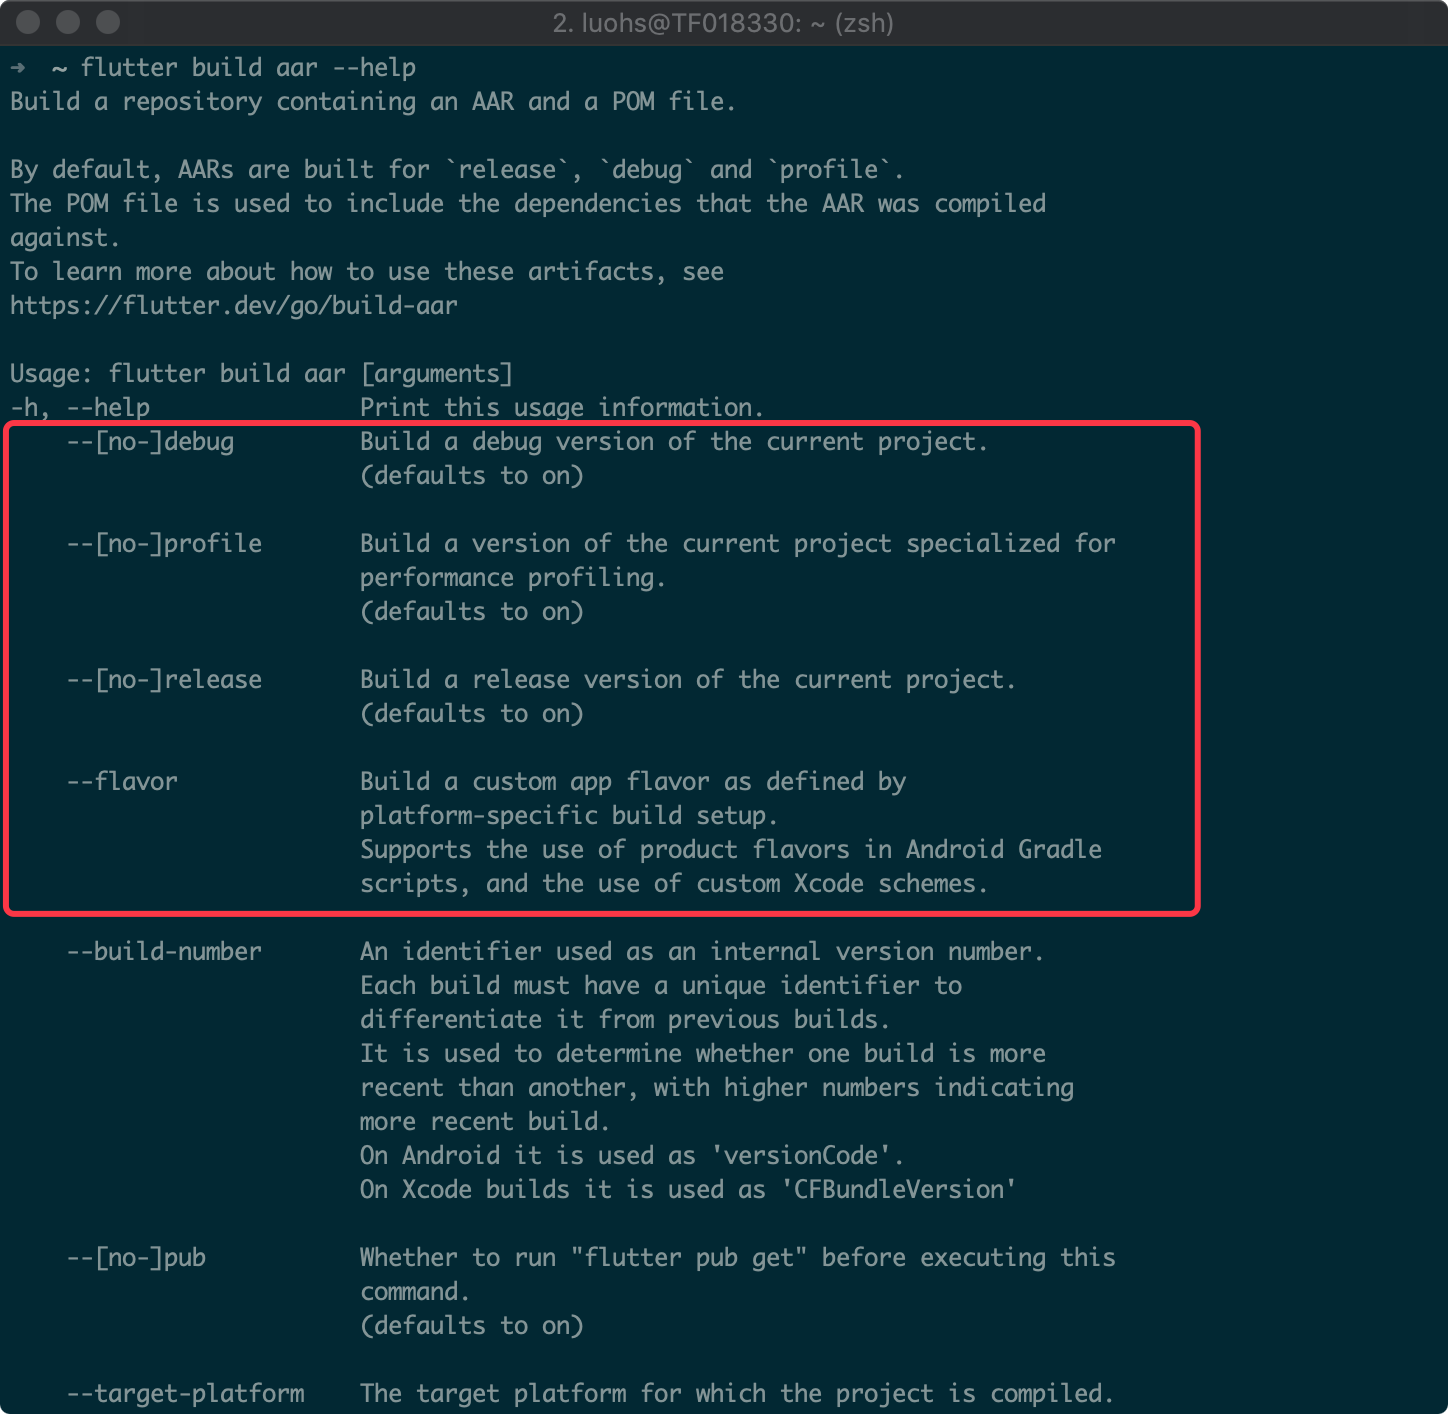 2. luohs@TF018330: ~ (zsh)
➜  ~ flutter build aar --help
Build a repository containing an AAR and a POM file.

By default, AARs are built for `release`, `debug` and `profile`.
The POM file is used to include the dependencies that the AAR was compiled
against.
To learn more about how to use these artifacts, see
https://flutter.dev/go/build-aar

Usage: flutter build aar [arguments]
-h, --help               Print this usage information.
    --[no-]debug         Build a debug version of the current project.
                         (defaults to on)

    --[no-]profile       Build a version of the current project specialized for
                         performance profiling.
                         (defaults to on)

    --[no-]release       Build a release version of the current project.
                         (defaults to on)

    --flavor             Build a custom app flavor as defined by
                         platform-specific build setup.
                         Supports the use of product flavors in Android Gradle
                         scripts, and the use of custom Xcode schemes.

    --build-number       An identifier used as an internal version number.
                         Each build must have a unique identifier to
                         differentiate it from previous builds.
                         It is used to determine whether one build is more
                         recent than another, with higher numbers indicating
                         more recent build.
                         On Android it is used as 'versionCode'.
                         On Xcode builds it is used as 'CFBundleVersion'

    --[no-]pub           Whether to run "flutter pub get" before executing this
                         command.
                         (defaults to on)

    --target-platform    The target platform for which the project is compiled.